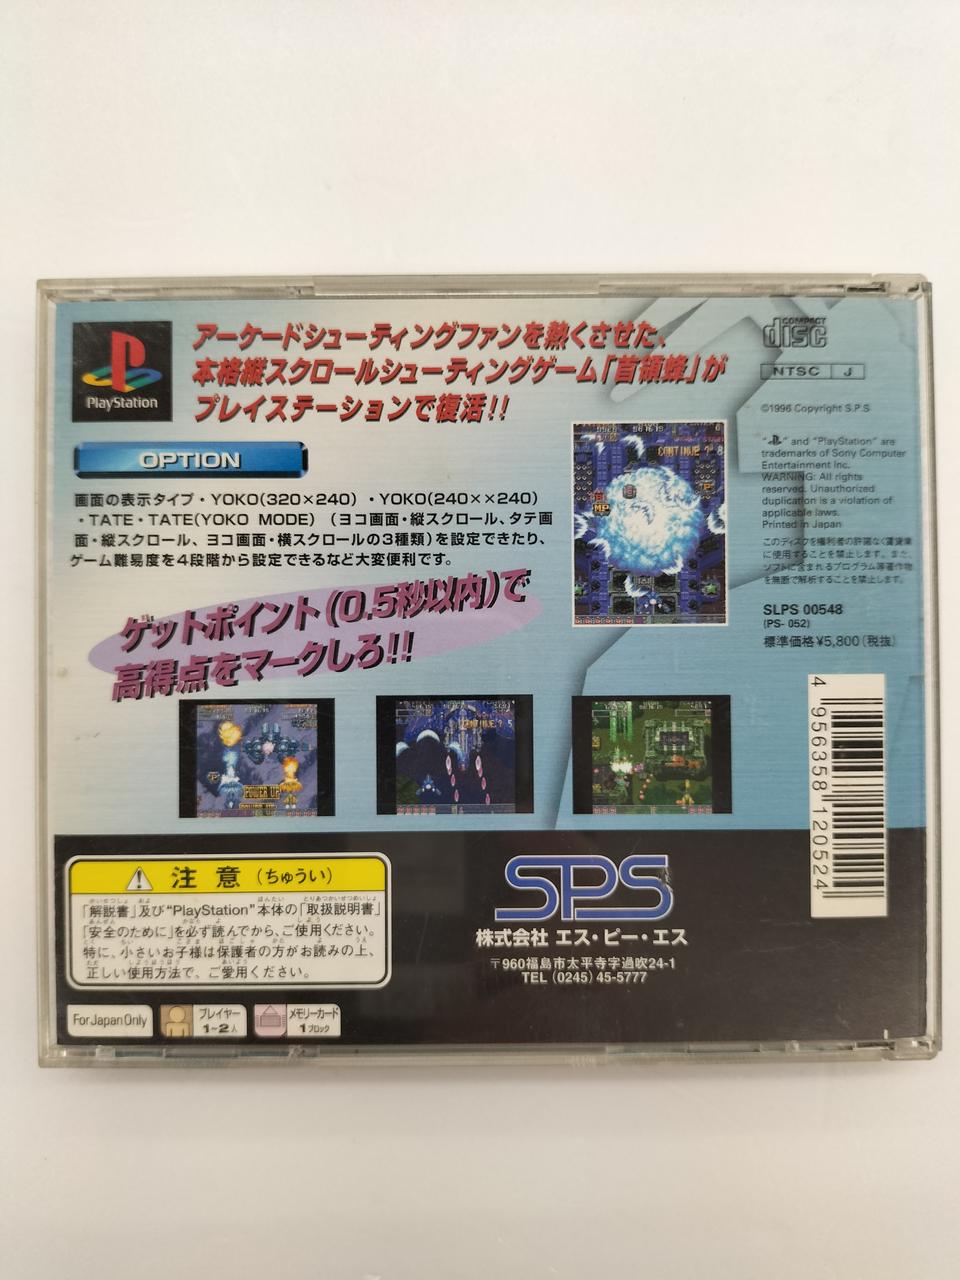 PlayStation
アーケードシューティングファンを熱くさせた、
本格縦スクロールシューティングゲーム「首領蜂」が
プレイステーションで復活!!
COMPACT
disc
NTSC J
©1996 Copyright S.P.S
" " and "PlayStation" are
trademarks of Sony Computer
Entertainment Inc.
WARNING: All rights
reserved. Unauthorized
duplication is a violation of
applicable laws.
Printed in Japan
このディスクを権利者の許諾なく賃貸業
に使用することを禁止します。また、
ソフトに含まれるプログラム等著作物
を無断で解析することを禁止します。
SLPS 00548
(PS- 052)
標準価格¥5,800(税抜)
OPTION
画面の表示タイプ・YOKO(320×240) ・YOKO(240××240)
・TATE・TATE(YOKO MODE) (ヨコ画面・縦スクロール、タテ画
面・縦スクロール、ヨコ画面・横スクロールの3種類)を設定できたり、
ゲーム難易度を4段階から設定できるなど大変便利です。
CONTINUE? 8
MP
ゲットポイント(0.5秒以内)で
高得点をマークしろ!!
POWER UP
CONTINUE? 5
4 956358 120524
注意(ちゅうい)
「解説書」及び"PlayStation"本体の「取扱説明書」
「安全のために」を必ず読んでから、ご使用ください。
特に、小さいお子様は保護者の方がお読みの上、
正しい使用方法で、ご愛用ください。
SPS
株式会社 エス・ピー・エス
〒960福島市太平寺字過吹24-1
TEL (0245) 45-5777
For Japan Only
プレイヤー
1~2人
メモリーカード
1ブロック